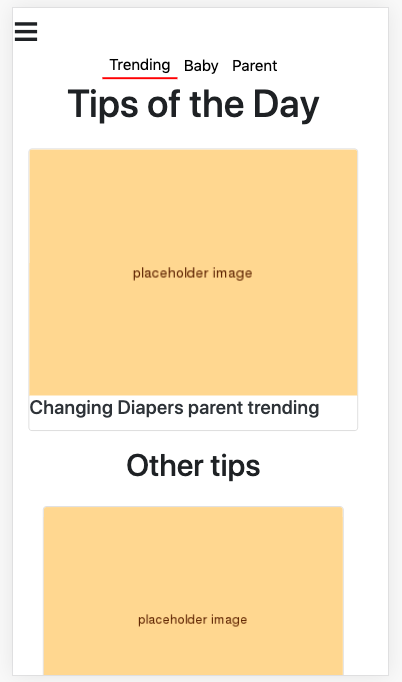 Trending Baby Parent
Tips of the Day
placeholder image
Changing Diapers parent trending
Other tips
placeholder image